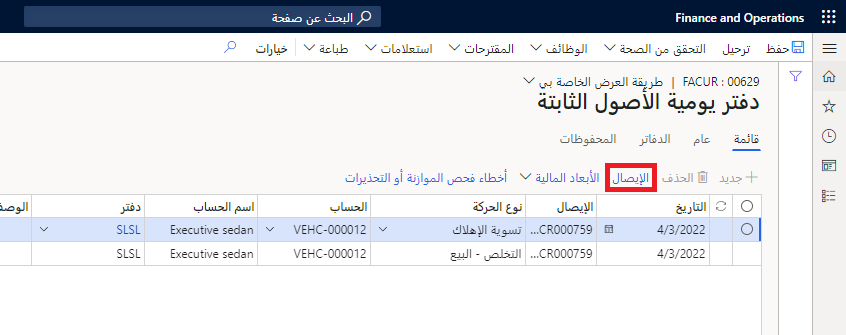 Finance and Operations البحث عن صفحة
حفظ ترحيل التحقق من الصحة الوظائف المقترحات استعلامات طباعة خيارات
FACUR : 00629 | طريقة العرض الخاصة بي
دفتر يومية الأصول الثابتة
قائمة عام الدفاتر المحفوظات
جديد الحذف الإيصال الأبعاد المالية أخطاء فحص الموازنة أو التحذيرات
التاريخ الإيصال نوع الحركة الحساب اسم الحساب دفتر الوصف
4/3/2022 CR000759... تسوية الإهلاك VEHC-000012 Executive sedan SLSL
4/3/2022 CR000759... التخلص - البيع VEHC-000012 Executive sedan SLSL